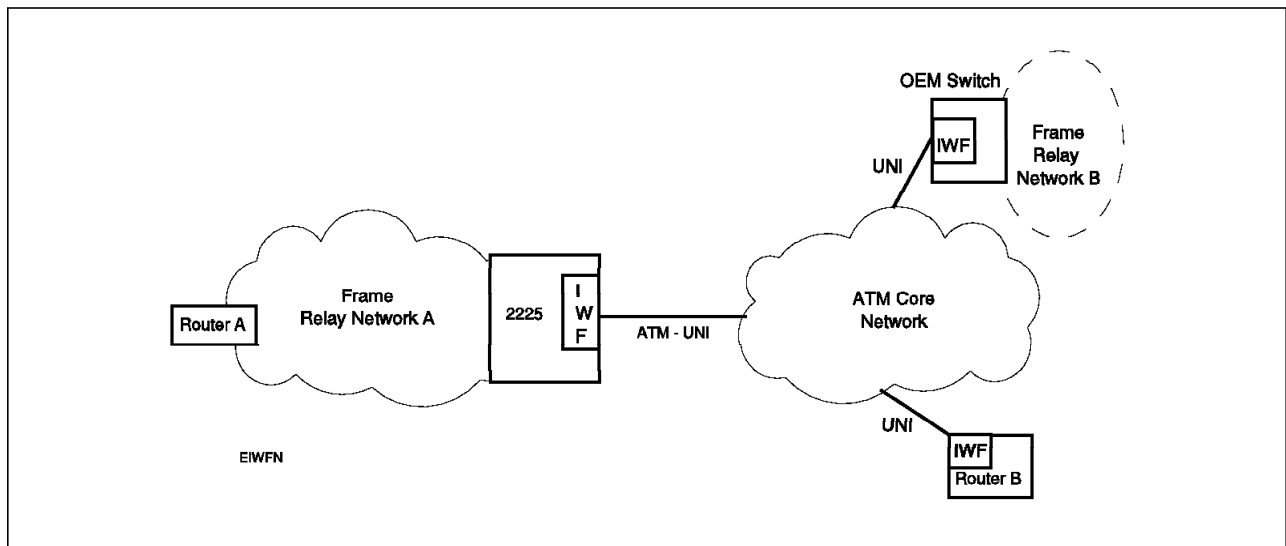 OEM Switch
IWF
Frame
Relay
Network B
UNI
Frame
Relay Network A
Router A
2225
I
W
F
ATM - UNI
ATM Core
Network
UNI
IWF
Router B
EIWFN